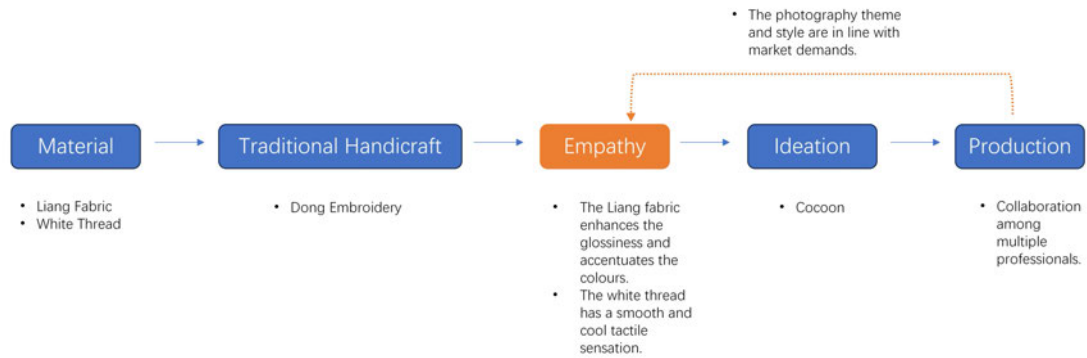 • The photography theme
and style are in line with
market demands.
Material
Traditional Handicraft
Empathy
Ideation
Production
• Liang Fabric
• White Thread
• Dong Embroidery
• The Liang fabric
enhances the
glossiness and
accentuates the
colours.
• The white thread
has a smooth and
cool tactile
sensation.
• Cocoon
• Collaboration
among
multiple
professionals.